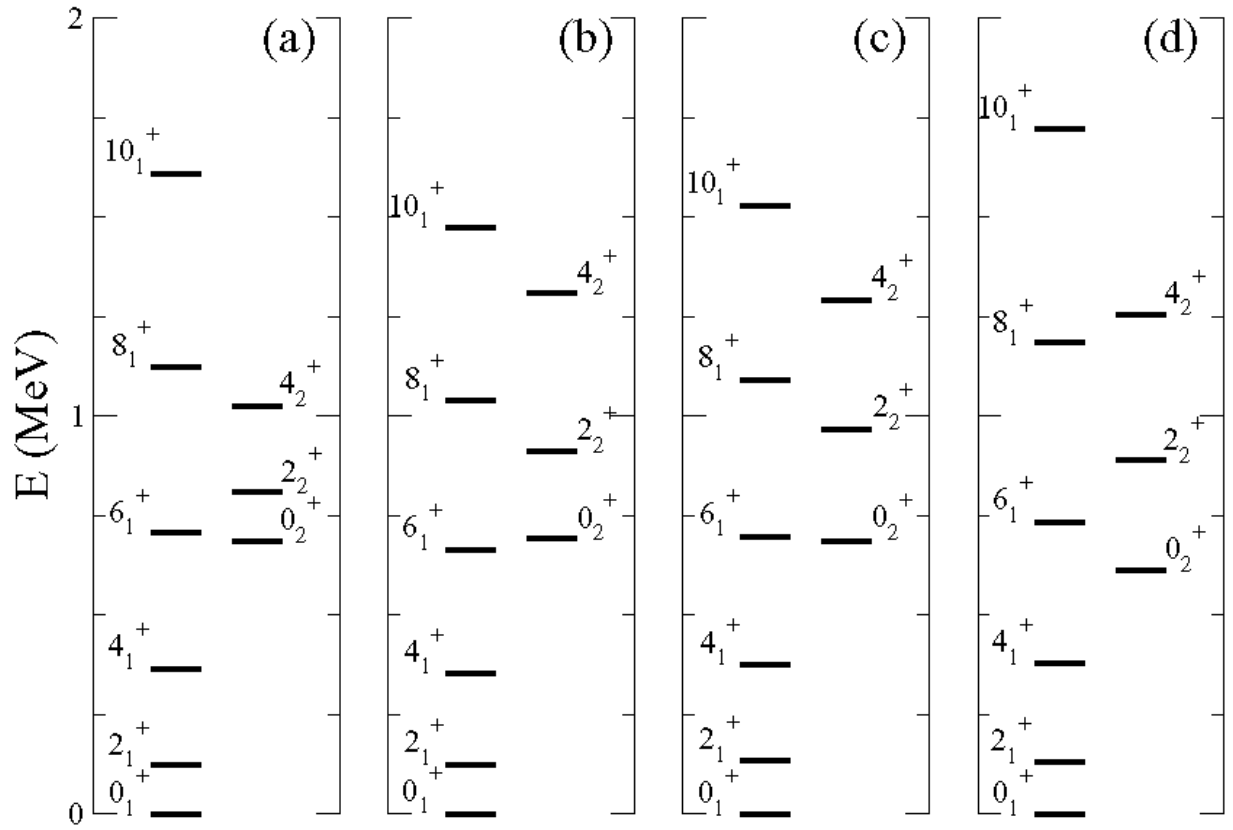 2 (a) (b) (c) (d)
10₁⁺ 10₁⁺ 10₁⁺ 10₁⁺
8₁⁺ 4₂⁺ 8₁⁺ 4₂⁺ 8₁⁺ 4₂⁺ 8₁⁺ 4₂⁺
1
6₁⁺ 2₂⁺ 6₁⁺ 2₂⁺ 6₁⁺ 2₂⁺ 6₁⁺ 2₂⁺
0₂⁺ 0₂⁺ 0₂⁺ 0₂⁺
4₁⁺ 4₁⁺ 4₁⁺ 4₁⁺
2₁⁺ 2₁⁺ 2₁⁺ 2₁⁺
0 0₁⁺ 0₁⁺ 0₁⁺ 0₁⁺
E (MeV)